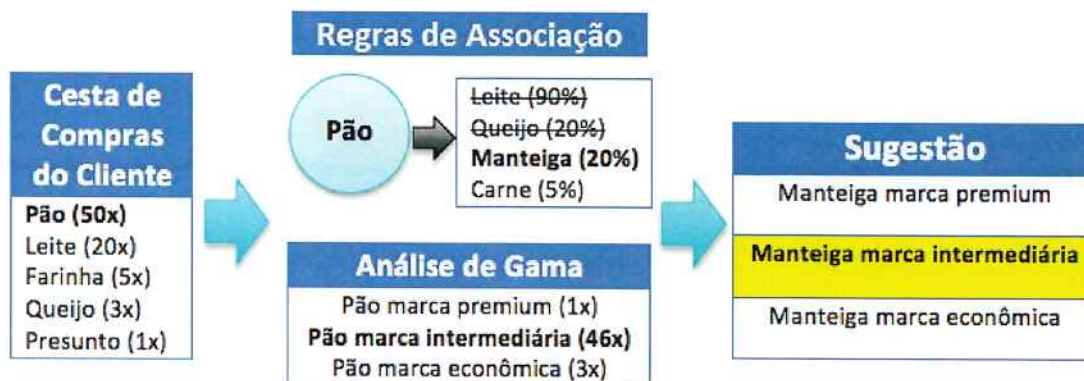 Regras de Associação
Cesta de
Compras
do Cliente
Pão (50x)
Leite (20x)
Farinha (5x)
Queijo (3x)
Presunto (1x)
Pão
Leite (90%)
Queijo (20%)
Manteiga (20%)
Carne (5%)
Análise de Gama
Pão marca premium (1x)
Pão marca intermediária (46x)
Pão marca econômica (3x)
Sugestão
Manteiga marca premium
Manteiga marca intermediária
Manteiga marca econômica